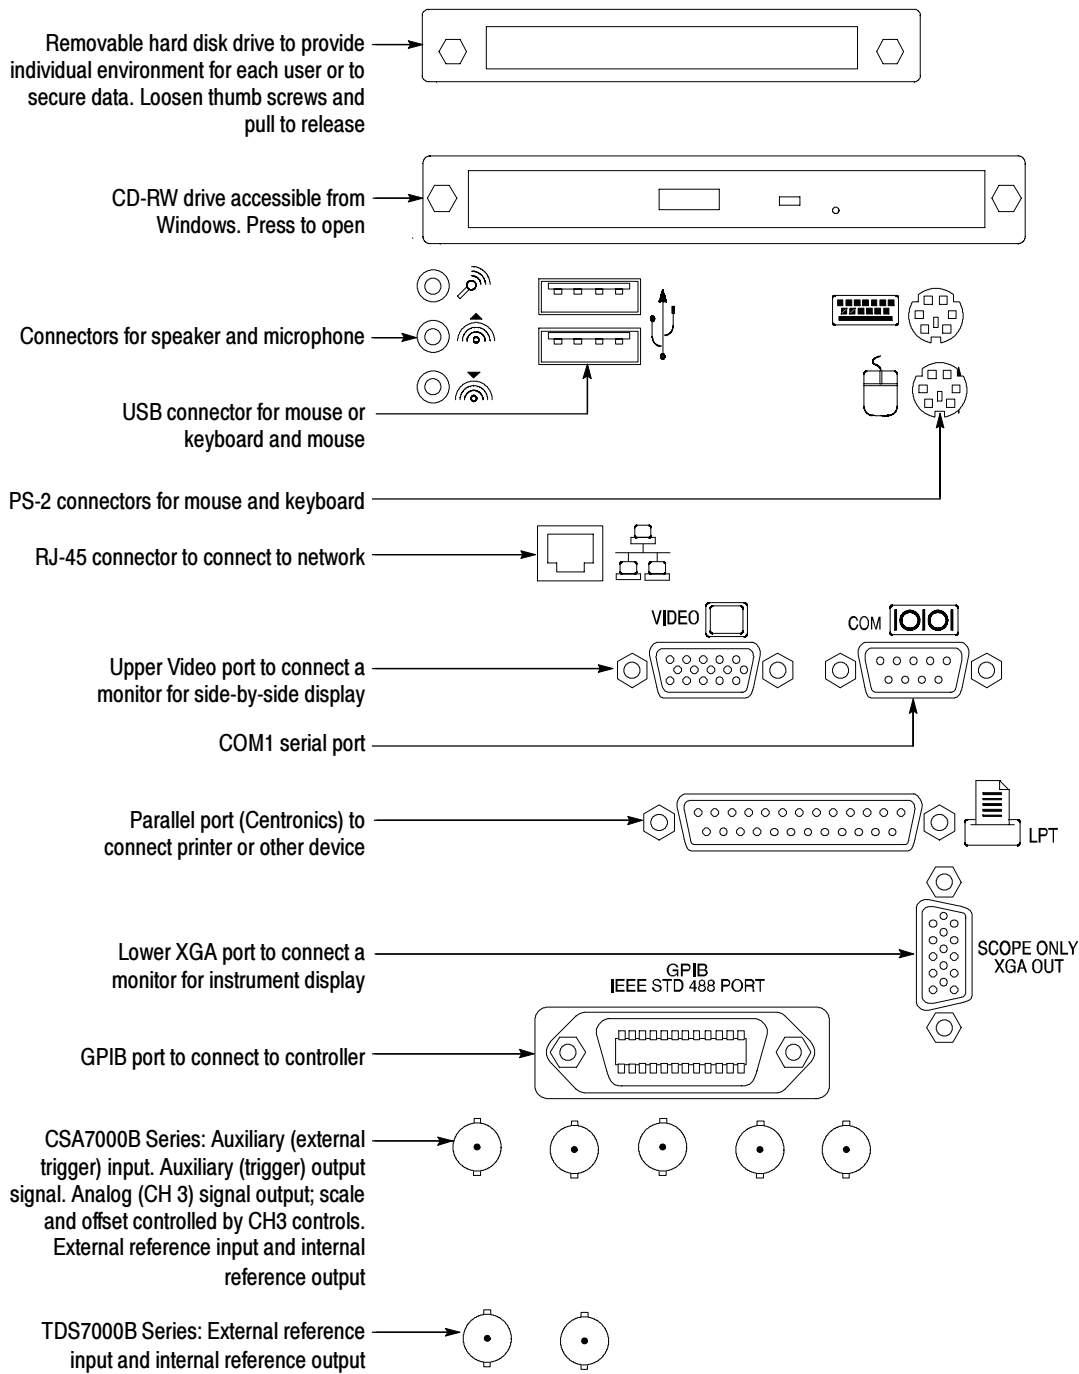 Removable hard disk drive to provide
individual environment for each user or to
secure data. Loosen thumb screws and
pull to release
CD-RW drive accessible from
Windows. Press to open
Connectors for speaker and microphone
USB connector for mouse or
keyboard and mouse
PS-2 connectors for mouse and keyboard
RJ-45 connector to connect to network
VIDEO
COM
IOIOI
Upper Video port to connect a
monitor for side-by-side display
COM1 serial port
Parallel port (Centronics) to
connect printer or other device
LPT
Lower XGA port to connect a
monitor for instrument display
SCOPE ONLY
XGA OUT
GPIB
IEEE STD 488 PORT
GPIB port to connect to controller
CSA7000B Series: Auxiliary (external
trigger) input. Auxiliary (trigger) output
signal. Analog (CH 3) signal output; scale
and offset controlled by CH3 controls.
External reference input and internal
reference output
TDS7000B Series: External reference
input and internal reference output